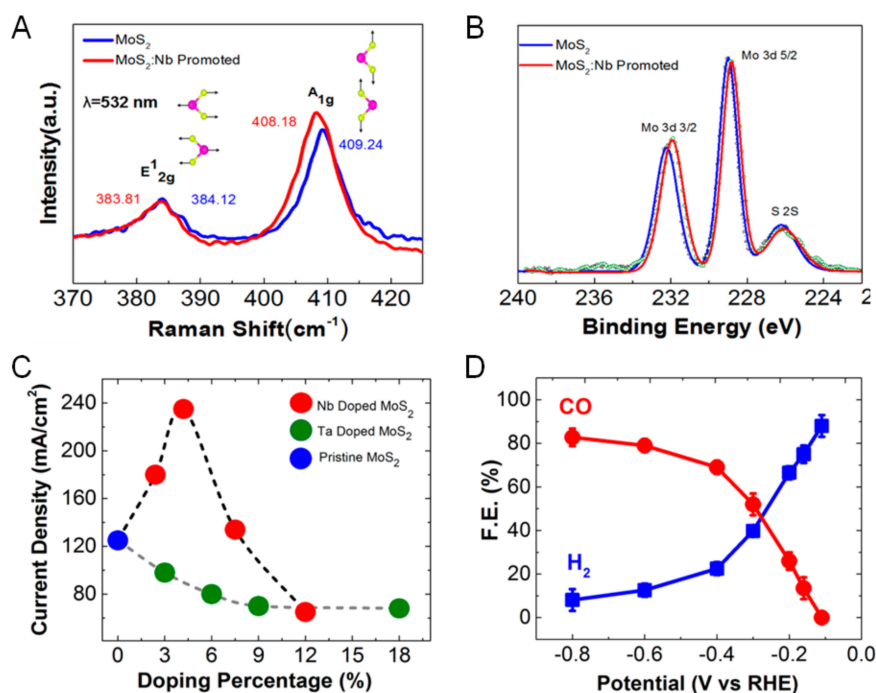 A
MoS2
MoS2:Nb Promoted
λ=532 nm
A1g
408.18
409.24
E12g
383.81
384.12
Intensity(a.u.)
370 380 390 400 410 420
Raman Shift(cm-1)
B
MoS2
MoS2:Nb Promoted
Mo 3d 5/2
Mo 3d 3/2
S 2S
Intensity (a.u.)
240 236 232 228 224 2
Binding Energy (eV)
C
Nb Doped MoS2
Ta Doped MoS2
Pristine MoS2
Current Density (mA/cm2)
240
200
160
120
80
0 3 6 9 12 15 18
Doping Percentage (%)
D
CO
H2
F.E. (%)
100
80
60
40
20
0
-0.8 -0.6 -0.4 -0.2 0.0
Potential (V vs RHE)